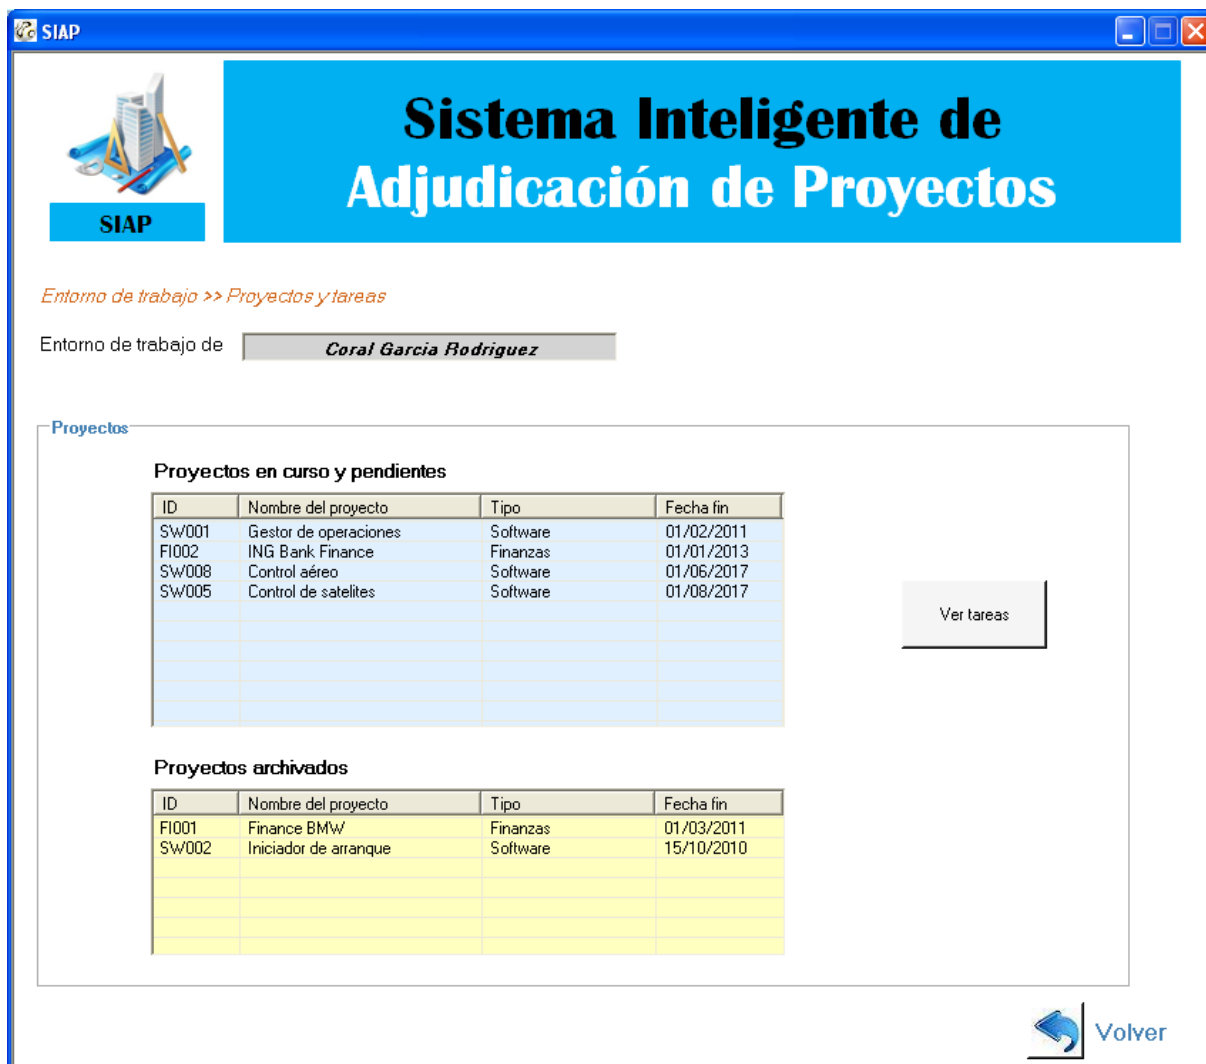 SIAP
Sistema Inteligente de
Adjudicación de Proyectos
SIAP
Entorno de trabajo >> Proyectos y tareas
Entorno de trabajo de Coral Garcia Rodriguez
Proyectos
Proyectos en curso y pendientes
ID Nombre del proyecto Tipo Fecha fin
SW001 Gestor de operaciones Software 01/02/2011
FI002 ING Bank Finance Finanzas 01/01/2013
SW008 Control aéreo Software 01/06/2017
SW005 Control de satelites Software 01/08/2017
Ver tareas
Proyectos archivados
ID Nombre del proyecto Tipo Fecha fin
FI001 Finance BMW Finanzas 01/03/2011
SW002 Iniciador de arranque Software 15/10/2010
Volver